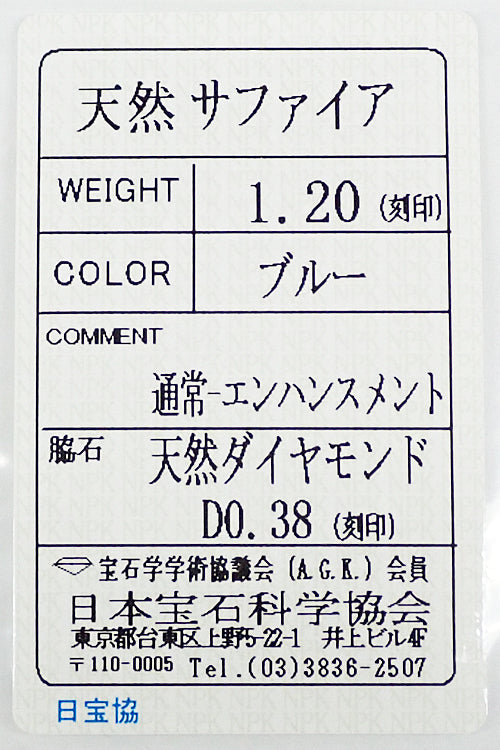 天然 サファイア
WEIGHT 1.20 (刻印)
COLOR ブルー
COMMENT
通常-エンハンスメント
脇石 天然ダイヤモンド
D0.38 (刻印)
宝石学学術協議会 (A.G.K.) 会員
日本宝石科学協会
東京都台東区上野5-22-1 井上ビル4F
〒110-0005 Tel.(03)3836-2507
日宝協